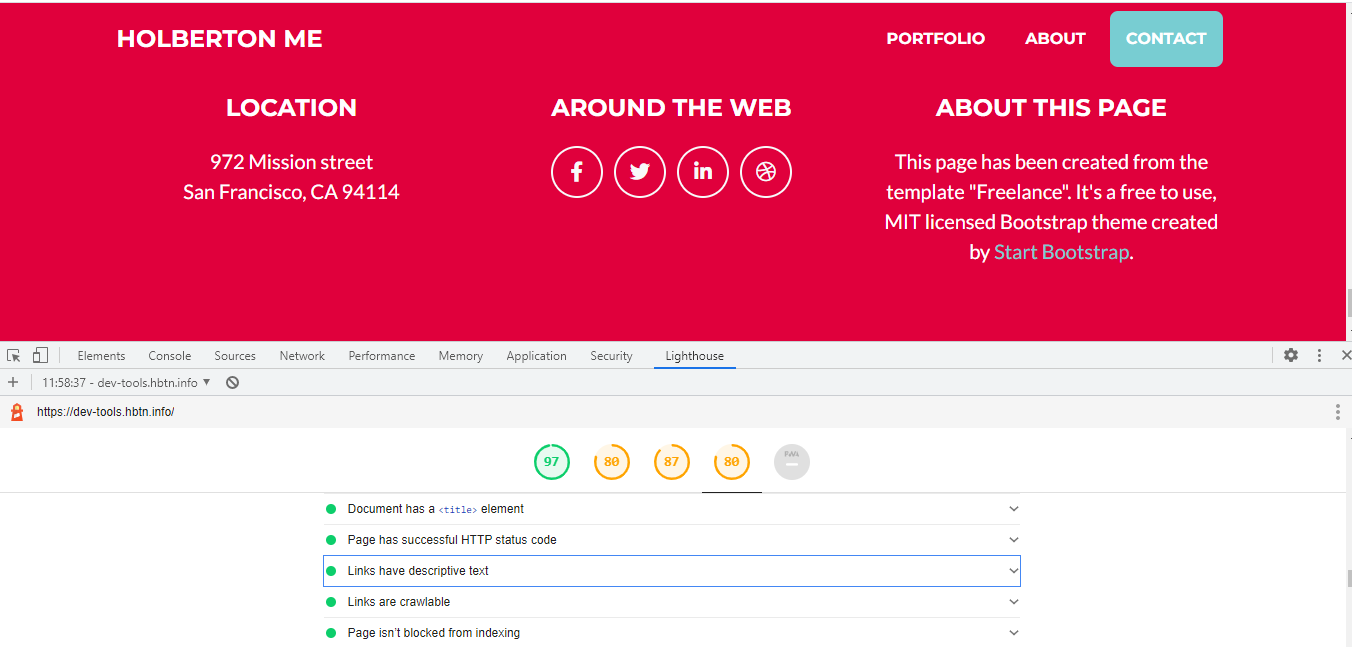 HOLBERTON ME
PORTFOLIO ABOUT CONTACT
LOCATION
972 Mission street
San Francisco, CA 94114
AROUND THE WEB
ABOUT THIS PAGE
This page has been created from the
template "Freelance". It's a free to use,
MIT licensed Bootstrap theme created
by Start Bootstrap.
Elements Console Sources Network Performance Memory Application Security Lighthouse
11:58:37 - dev-tools.hbtn.info
https://dev-tools.hbtn.info/
97 80 87 80 PWA
Document has a <title> element
Page has successful HTTP status code
Links have descriptive text
Links are crawlable
Page isn’t blocked from indexing